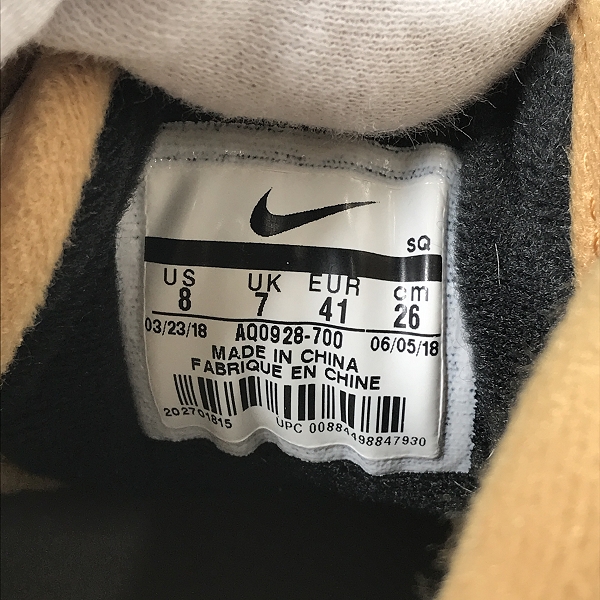 SQ
US UK EUR cm
8 7 41 26
03/23/18 AQ0928-700 06/05/18
MADE IN CHINA
FABRIQUE EN CHINE
202701815 UPC 00884498847930